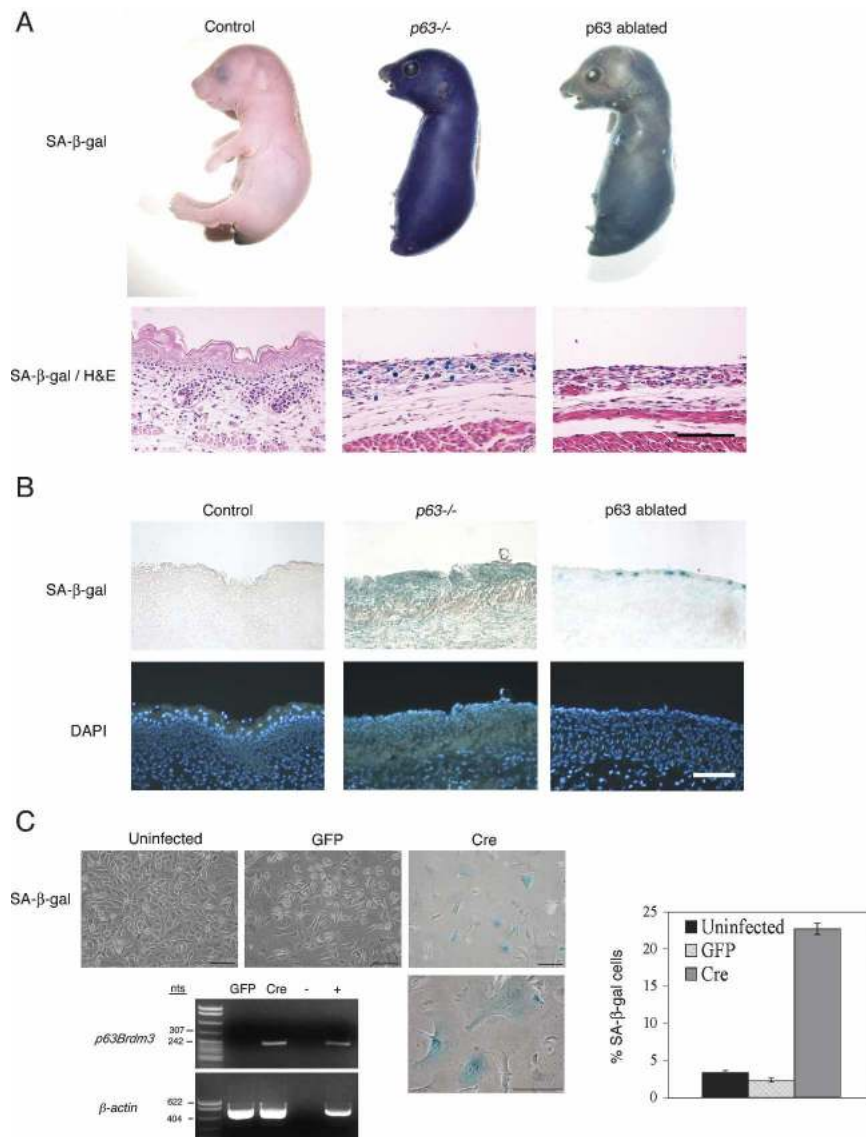 A
Control p63-/- p63 ablated
SA-β-gal
SA-β-gal / H&E
B
Control p63-/- p63 ablated
SA-β-gal
DAPI
C
Uninfected GFP Cre
SA-β-gal
nts GFP Cre - +
p63Brdm3
307
242
β-actin
622
404
% SA-β-gal cells
25
20
15
10
5
0
Uninfected
GFP
Cre